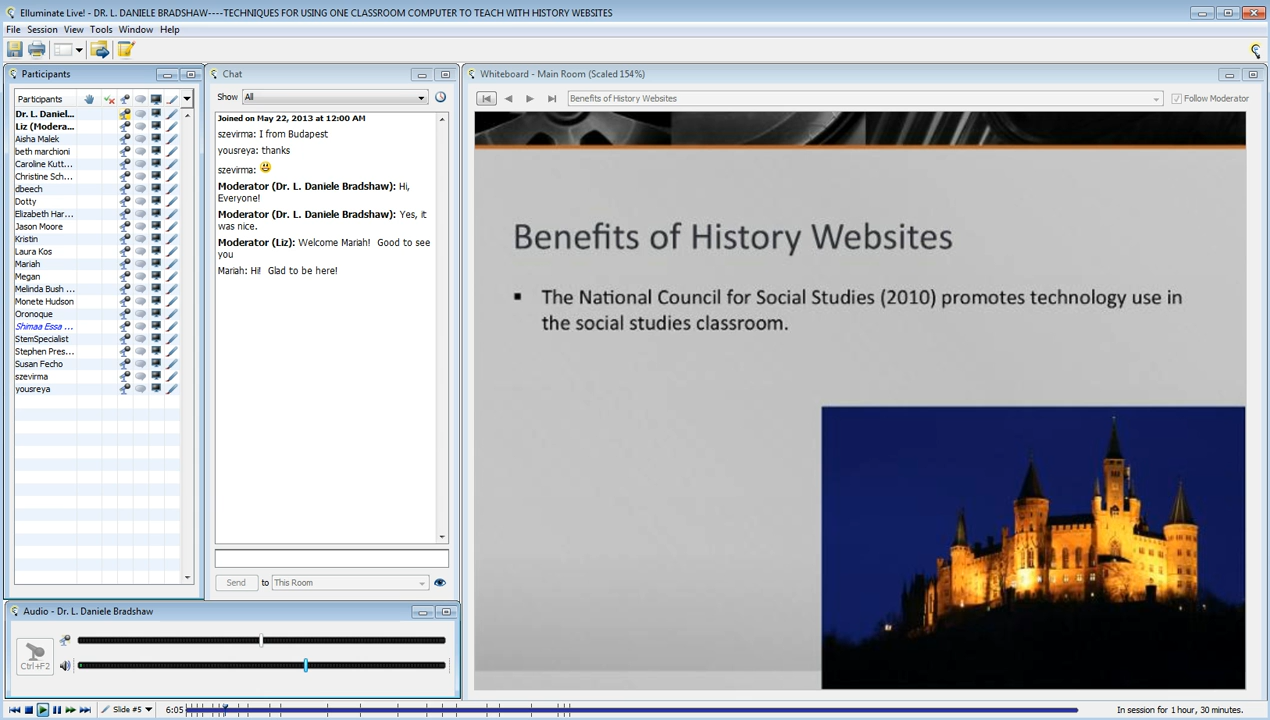 Elluminate Live! - DR. L. DANIELE BRADSHAW----TECHNIQUES FOR USING ONE CLASSROOM COMPUTER TO TEACH WITH HISTORY WEBSITES
File Session View Tools Window Help
Participants
Participants
Dr. L. Daniel...
Liz (Modera...
Aisha Malek
beth marchioni
Caroline Kutt...
Christine Sch...
dbeech
Dotty
Elizabeth Har...
Jason Moore
Kristin
Laura Kos
Mariah
Megan
Melinda Bush ...
Monete Hudson
Oronoque
Shimaa Essa ...
StemSpecialist
Stephen Pres...
Susan Fecho
szevirma
yousreya
Chat
Show All
Joined on May 22, 2013 at 12:00 AM
szevirma: I from Budapest
yousreya: thanks
szevirma:
Moderator (Dr. L. Daniele Bradshaw): Hi,
Everyone!
Moderator (Dr. L. Daniele Bradshaw): Yes, it
was nice.
Moderator (Liz): Welcome Mariah! Good to see
you
Mariah: Hi! Glad to be here!
Send to This Room
Audio - Dr. L. Daniele Bradshaw
Ctrl+F2
Whiteboard - Main Room (Scaled 154%)
Benefits of History Websites
Follow Moderator
Benefits of History Websites
▪ The National Council for Social Studies (2010) promotes technology use in
the social studies classroom.
Slide #5 6:05 In session for 1 hour, 30 minutes.